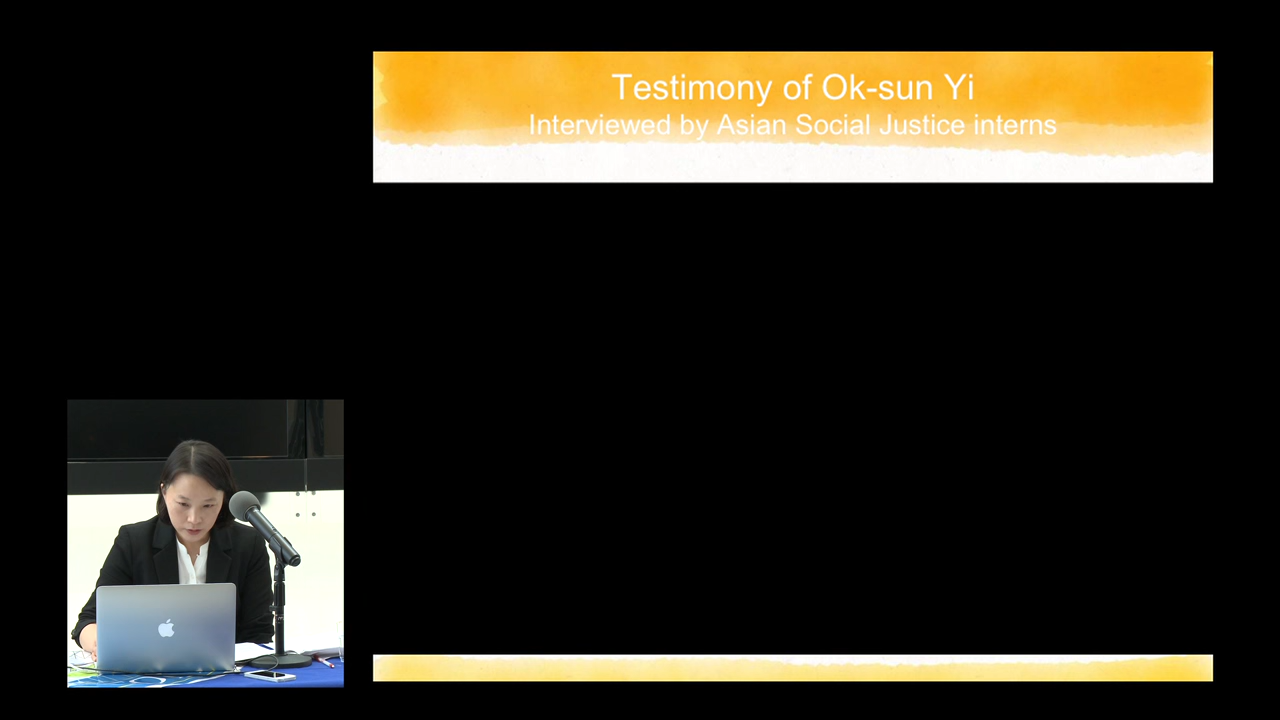 Testimony of Ok-sun Yi
Interviewed by Asian Social Justice interns